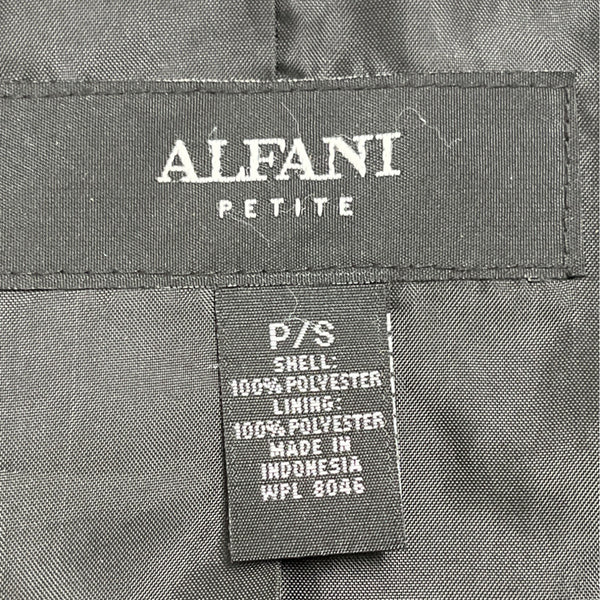 ALFANI
PETITE
P/S
SHELL:
100% POLYESTER
LINING:
100% POLYESTER
MADE IN
INDONESIA
WPL 8046